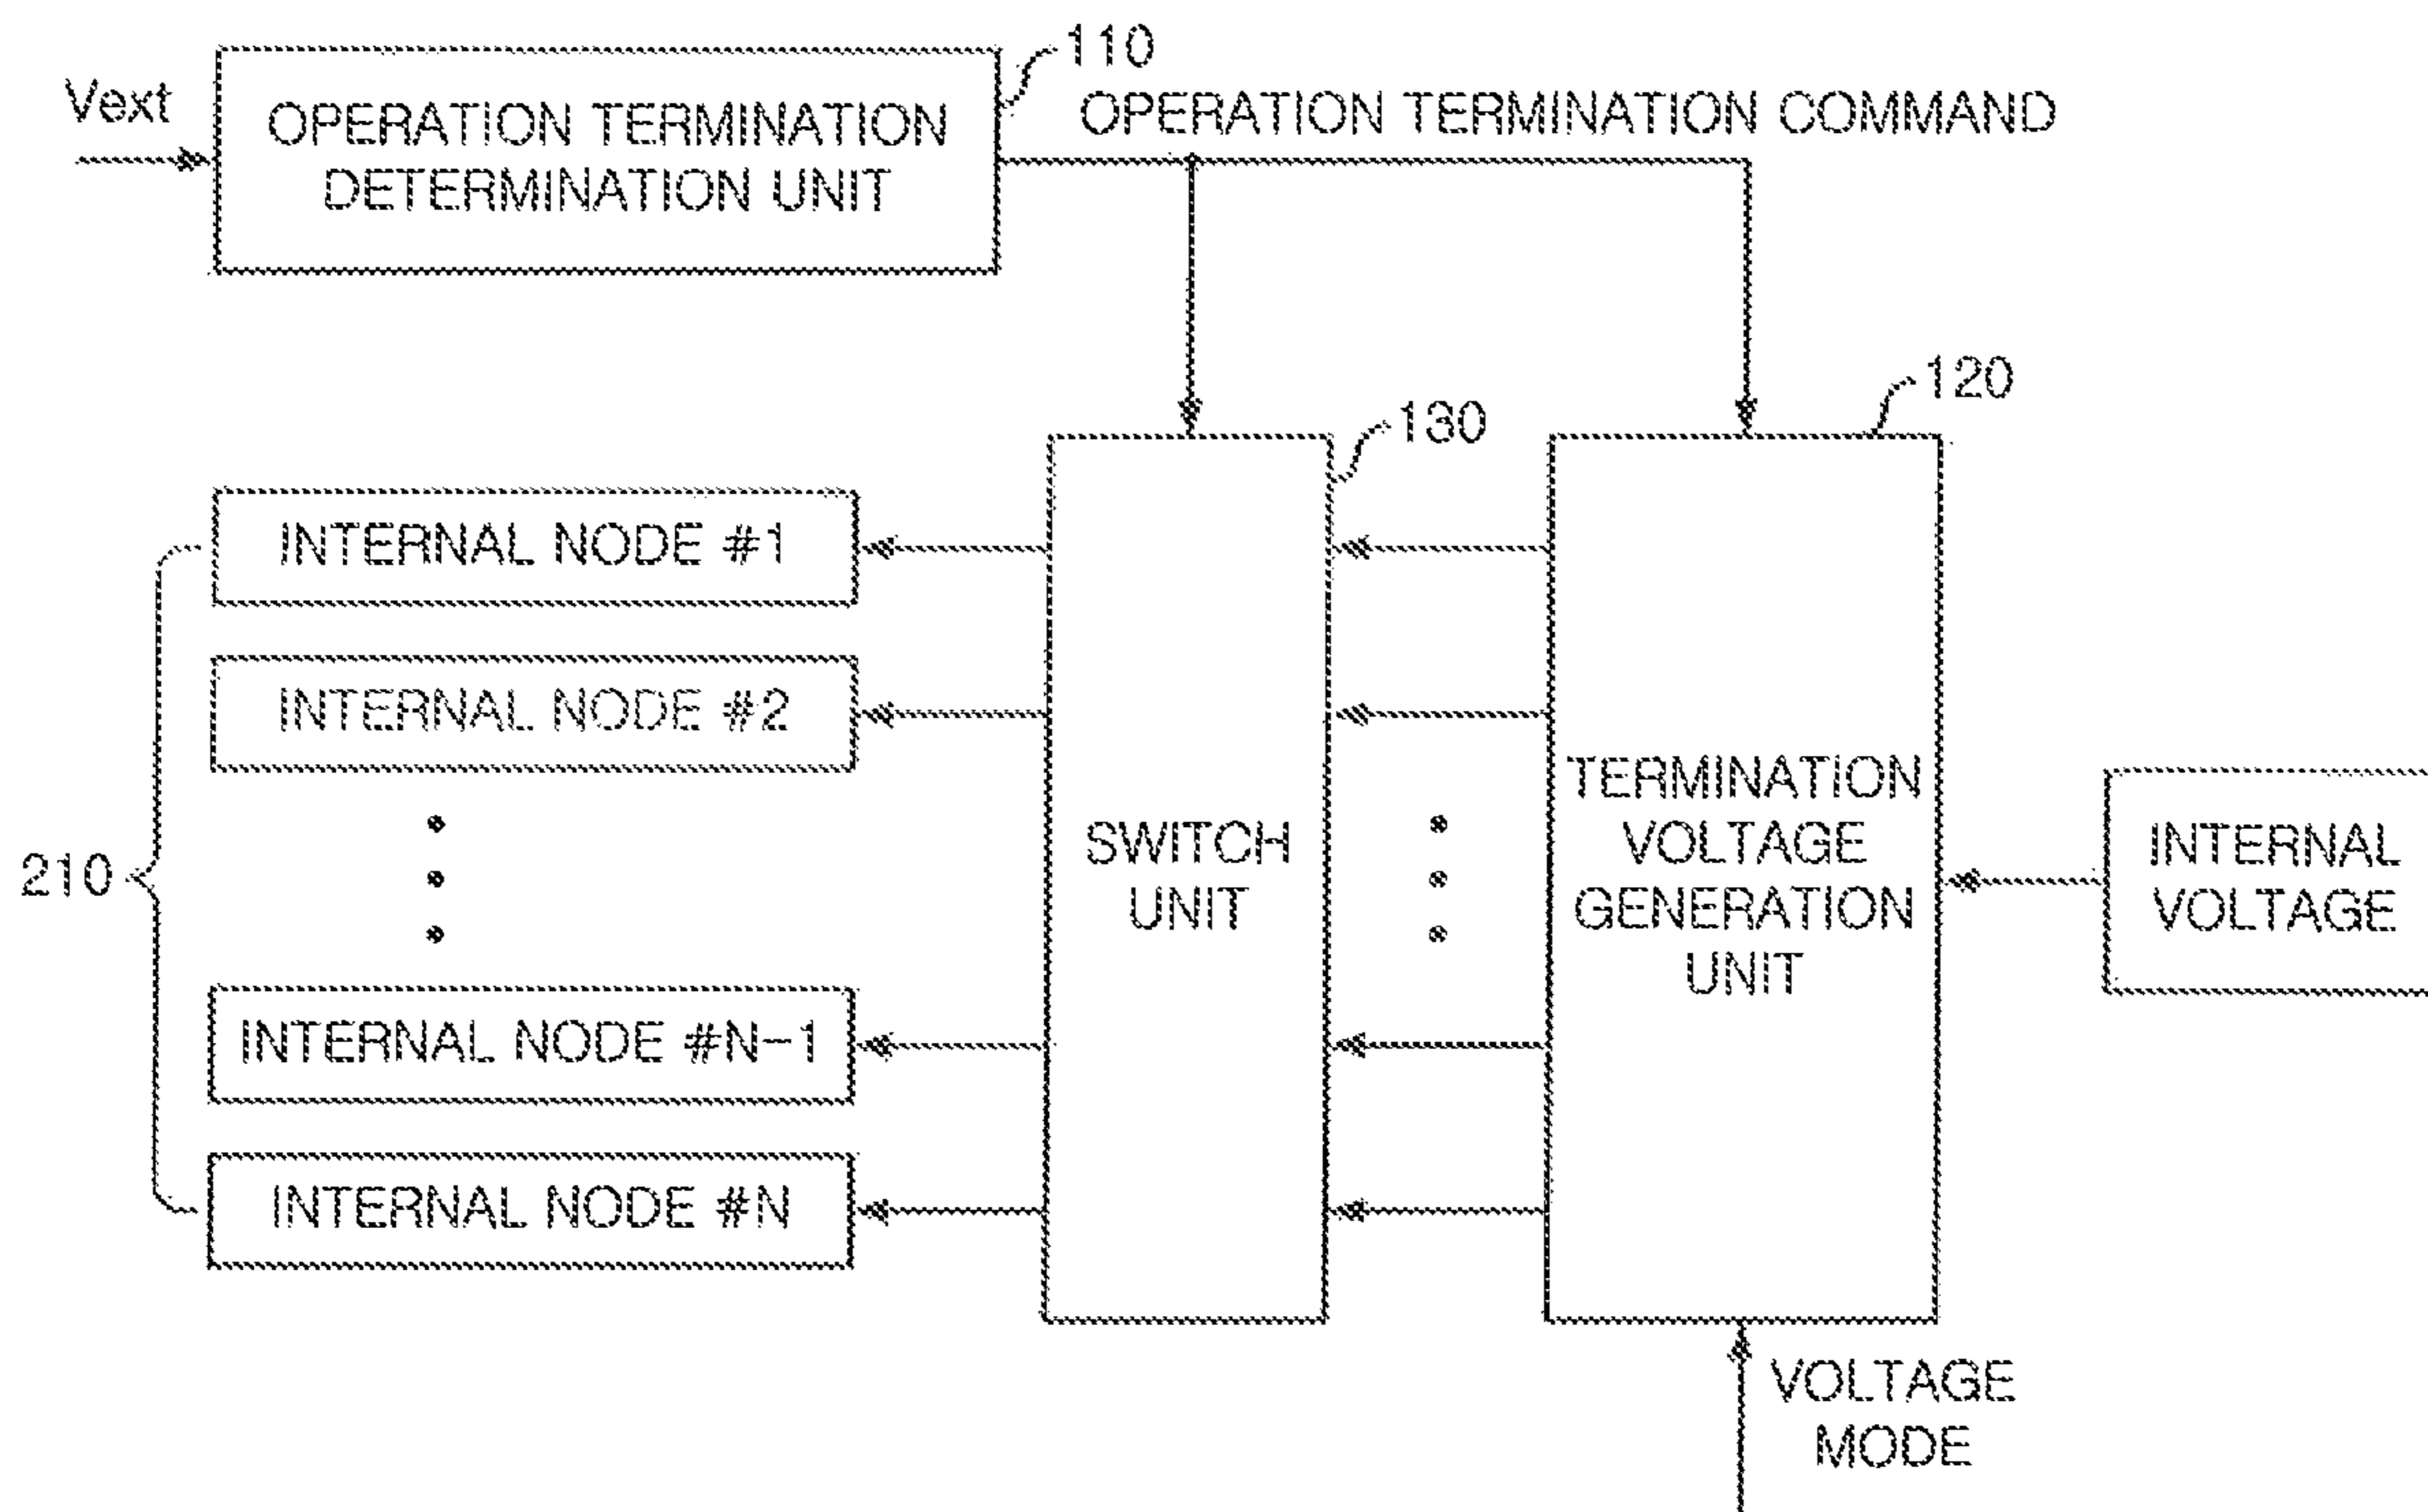 110
Vext
OPERATION TERMINATION
DETERMINATION UNIT
OPERATION TERMINATION COMMAND
120
130
INTERNAL NODE #1
INTERNAL NODE #2
210
INTERNAL NODE #N-1
INTERNAL NODE #N
SWITCH
UNIT
TERMINATION
VOLTAGE
GENERATION
UNIT
INTERNAL
VOLTAGE
VOLTAGE
MODE